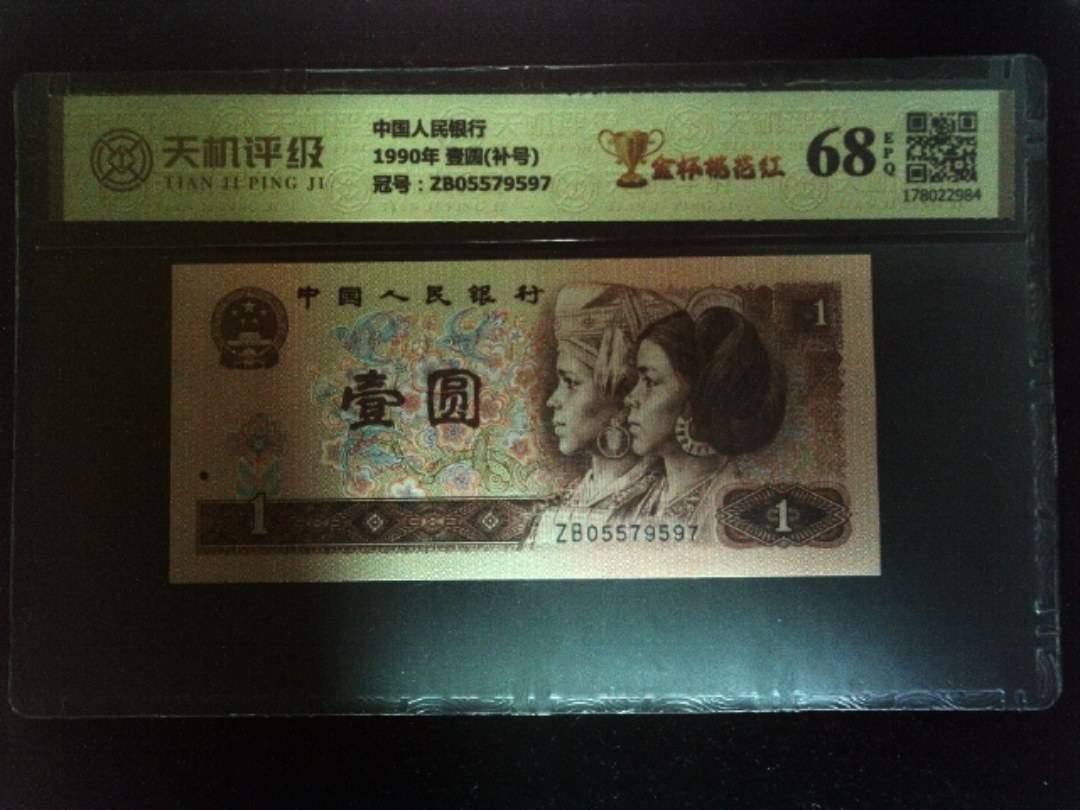 天机评级
TIAN JI PING JI
中国人民银行
1990年 壹圆(补号)
冠号：ZB05579597
金杯桃花红
68
EPQ
178022984
中国人民银行
1
壹圆
1
ZB05579597
1